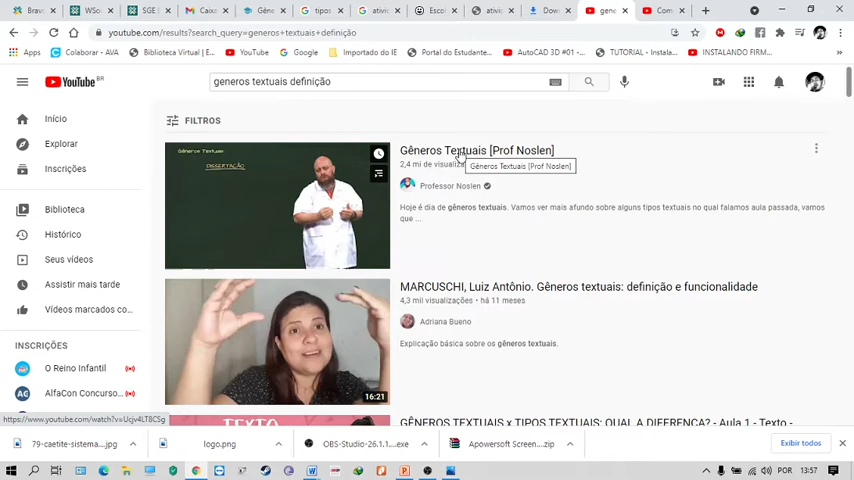 Brav
WSo
SGE
Caixa
Gên
tipos
ativi
Escol
ativi
Dow
gene
Com
youtube.com/results?search_query=generos+textuais+definição
Apps
Colaborar - AVA
Biblioteca Virtual |...
YouTube
Google
Importado do IE
Portal do Estudante...
AutoCAD 3D #01 -...
TUTORIAL - Instala...
INSTALANDO FIRM...
YouTube BR
generos textuais definição
Início
Explorar
Inscrições
Biblioteca
Histórico
Seus vídeos
Assistir mais tarde
Vídeos marcados co...
INSCRIÇÕES
O Reino Infantil
AlfaCon Concurso...
FILTROS
Gêneros Textuais
DISSERTAÇÃO
Gêneros Textuais [Prof Noslen]
2,4 mi de visualiza
Gêneros Textuais [Prof Noslen]
Professor Noslen
Hoje é dia de gêneros textuais. Vamos ver mais afundo sobre alguns tipos textuais no qual falamos aula passada, vamos
que ...
16:21
MARCUSCHI, Luiz Antônio. Gêneros textuais: definição e funcionalidade
4,3 mil visualizações • há 11 meses
Adriana Bueno
Explicação básica sobre os gêneros textuais.
TEXTO
GÊNEROS TEXTUAIS x TIPOS TEXTUAIS: QUAL A DIFERENÇA? - Aula 1 - Texto -
https://www.youtube.com/watch?v=Ucjv4LT8CSg
79-caetite-sistema....jpg
logo.png
OBS-Studio-26.1.1....exe
Apowersoft Screen....zip
Exibir todos
POR
13:57